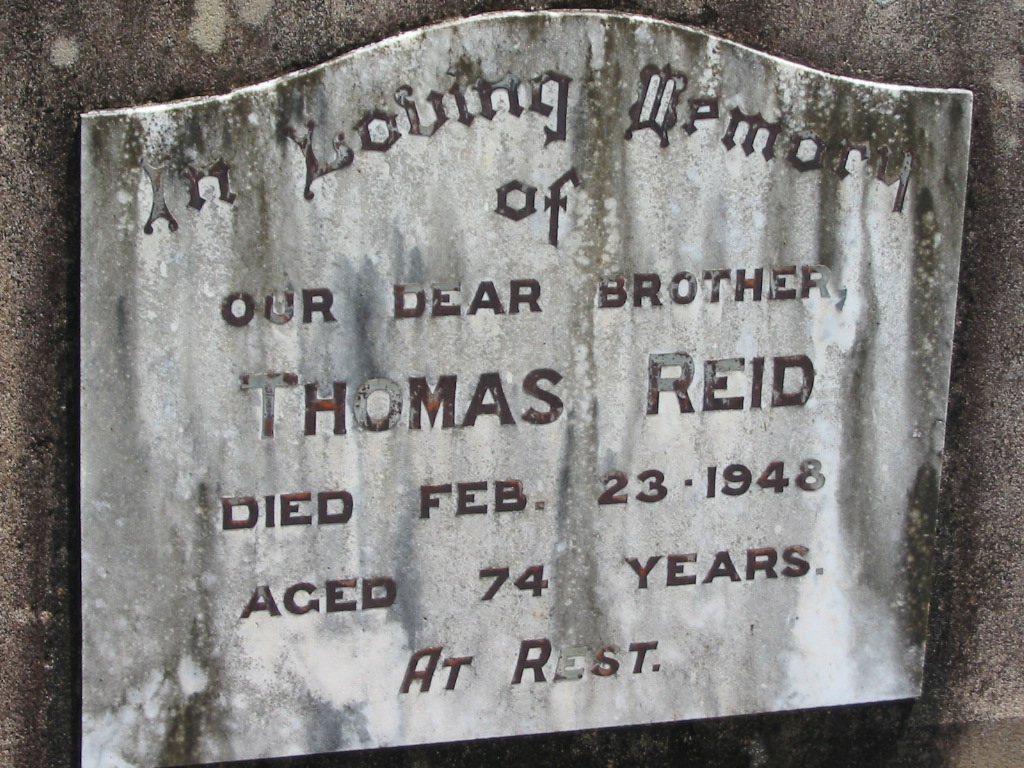 In Loving Memory
of
OUR DEAR BROTHER,
THOMAS REID
DIED FEB. 23·1948
AGED 74 YEARS.
AT REST.